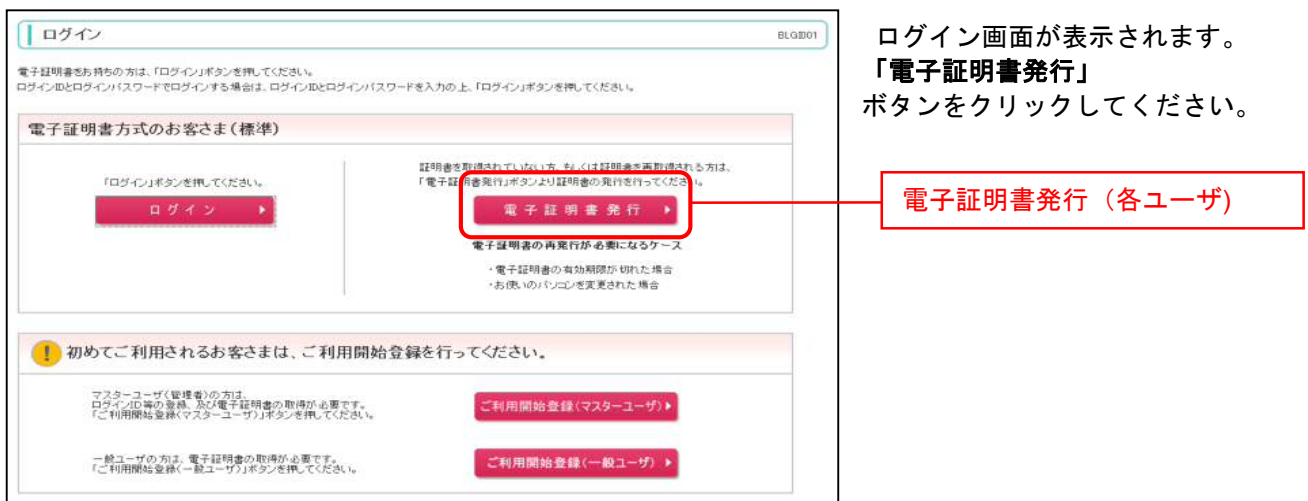 ログイン
BLGI001
電子証明書をお持ちの方は、「ログイン」ボタンを押してください。
ログインIDとログインパスワードでログインする場合は、ログインIDとログインパスワードを入力の上、「ログイン」ボタンを押してください。
電子証明書方式のお客さま(標準)
「ログイン」ボタンを押してください。
ログイン
証明書を取得されていない方、もしくは証明書を再取得される方は、
「電子証明書発行」ボタンより証明書の発行を行ってください。
電子証明書発行
電子証明書の再発行が必要になるケース
・電子証明書の有効期限が切れた場合
・お使いのパソコンを変更された場合
! 初めてご利用されるお客さまは、ご利用開始登録を行ってください。
マスターユーザ(管理者)の方は、
ログインID等の登録、及び電子証明書の取得が必要です。
「ご利用開始登録(マスターユーザ)」ボタンを押してください。
ご利用開始登録(マスターユーザ)
一般ユーザの方は、電子証明書の取得が必要です。
「ご利用開始登録(一般ユーザ)」ボタンを押してください。
ご利用開始登録(一般ユーザ)
ログイン画面が表示されます。
「電子証明書発行」
ボタンをクリックしてください。
電子証明書発行（各ユーザ)